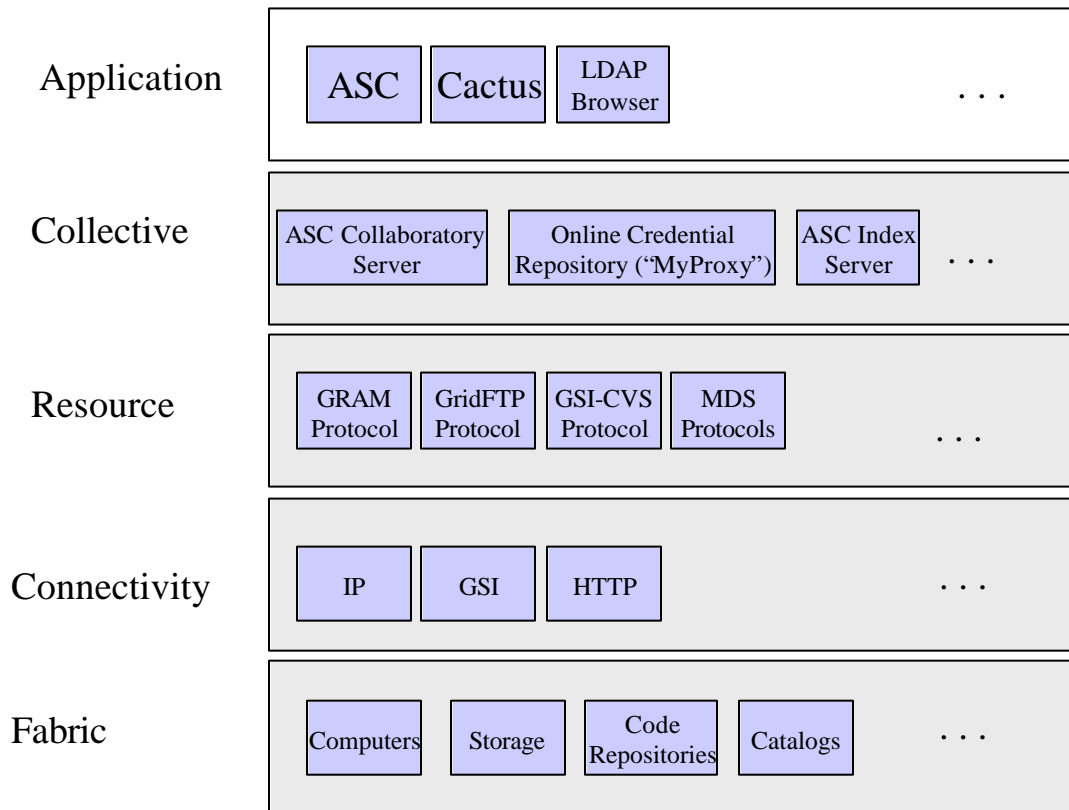 Application
ASC
Cactus
LDAP
Browser
. . .
Collective
ASC Collaboratory
Server
Online Credential
Repository (“MyProxy”)
ASC Index
Server
. . .
Resource
GRAM
Protocol
GridFTP
Protocol
GSI-CVS
Protocol
MDS
Protocols
. . .
Connectivity
IP
GSI
HTTP
. . .
Fabric
Computers
Storage
Code
Repositories
Catalogs
. . .